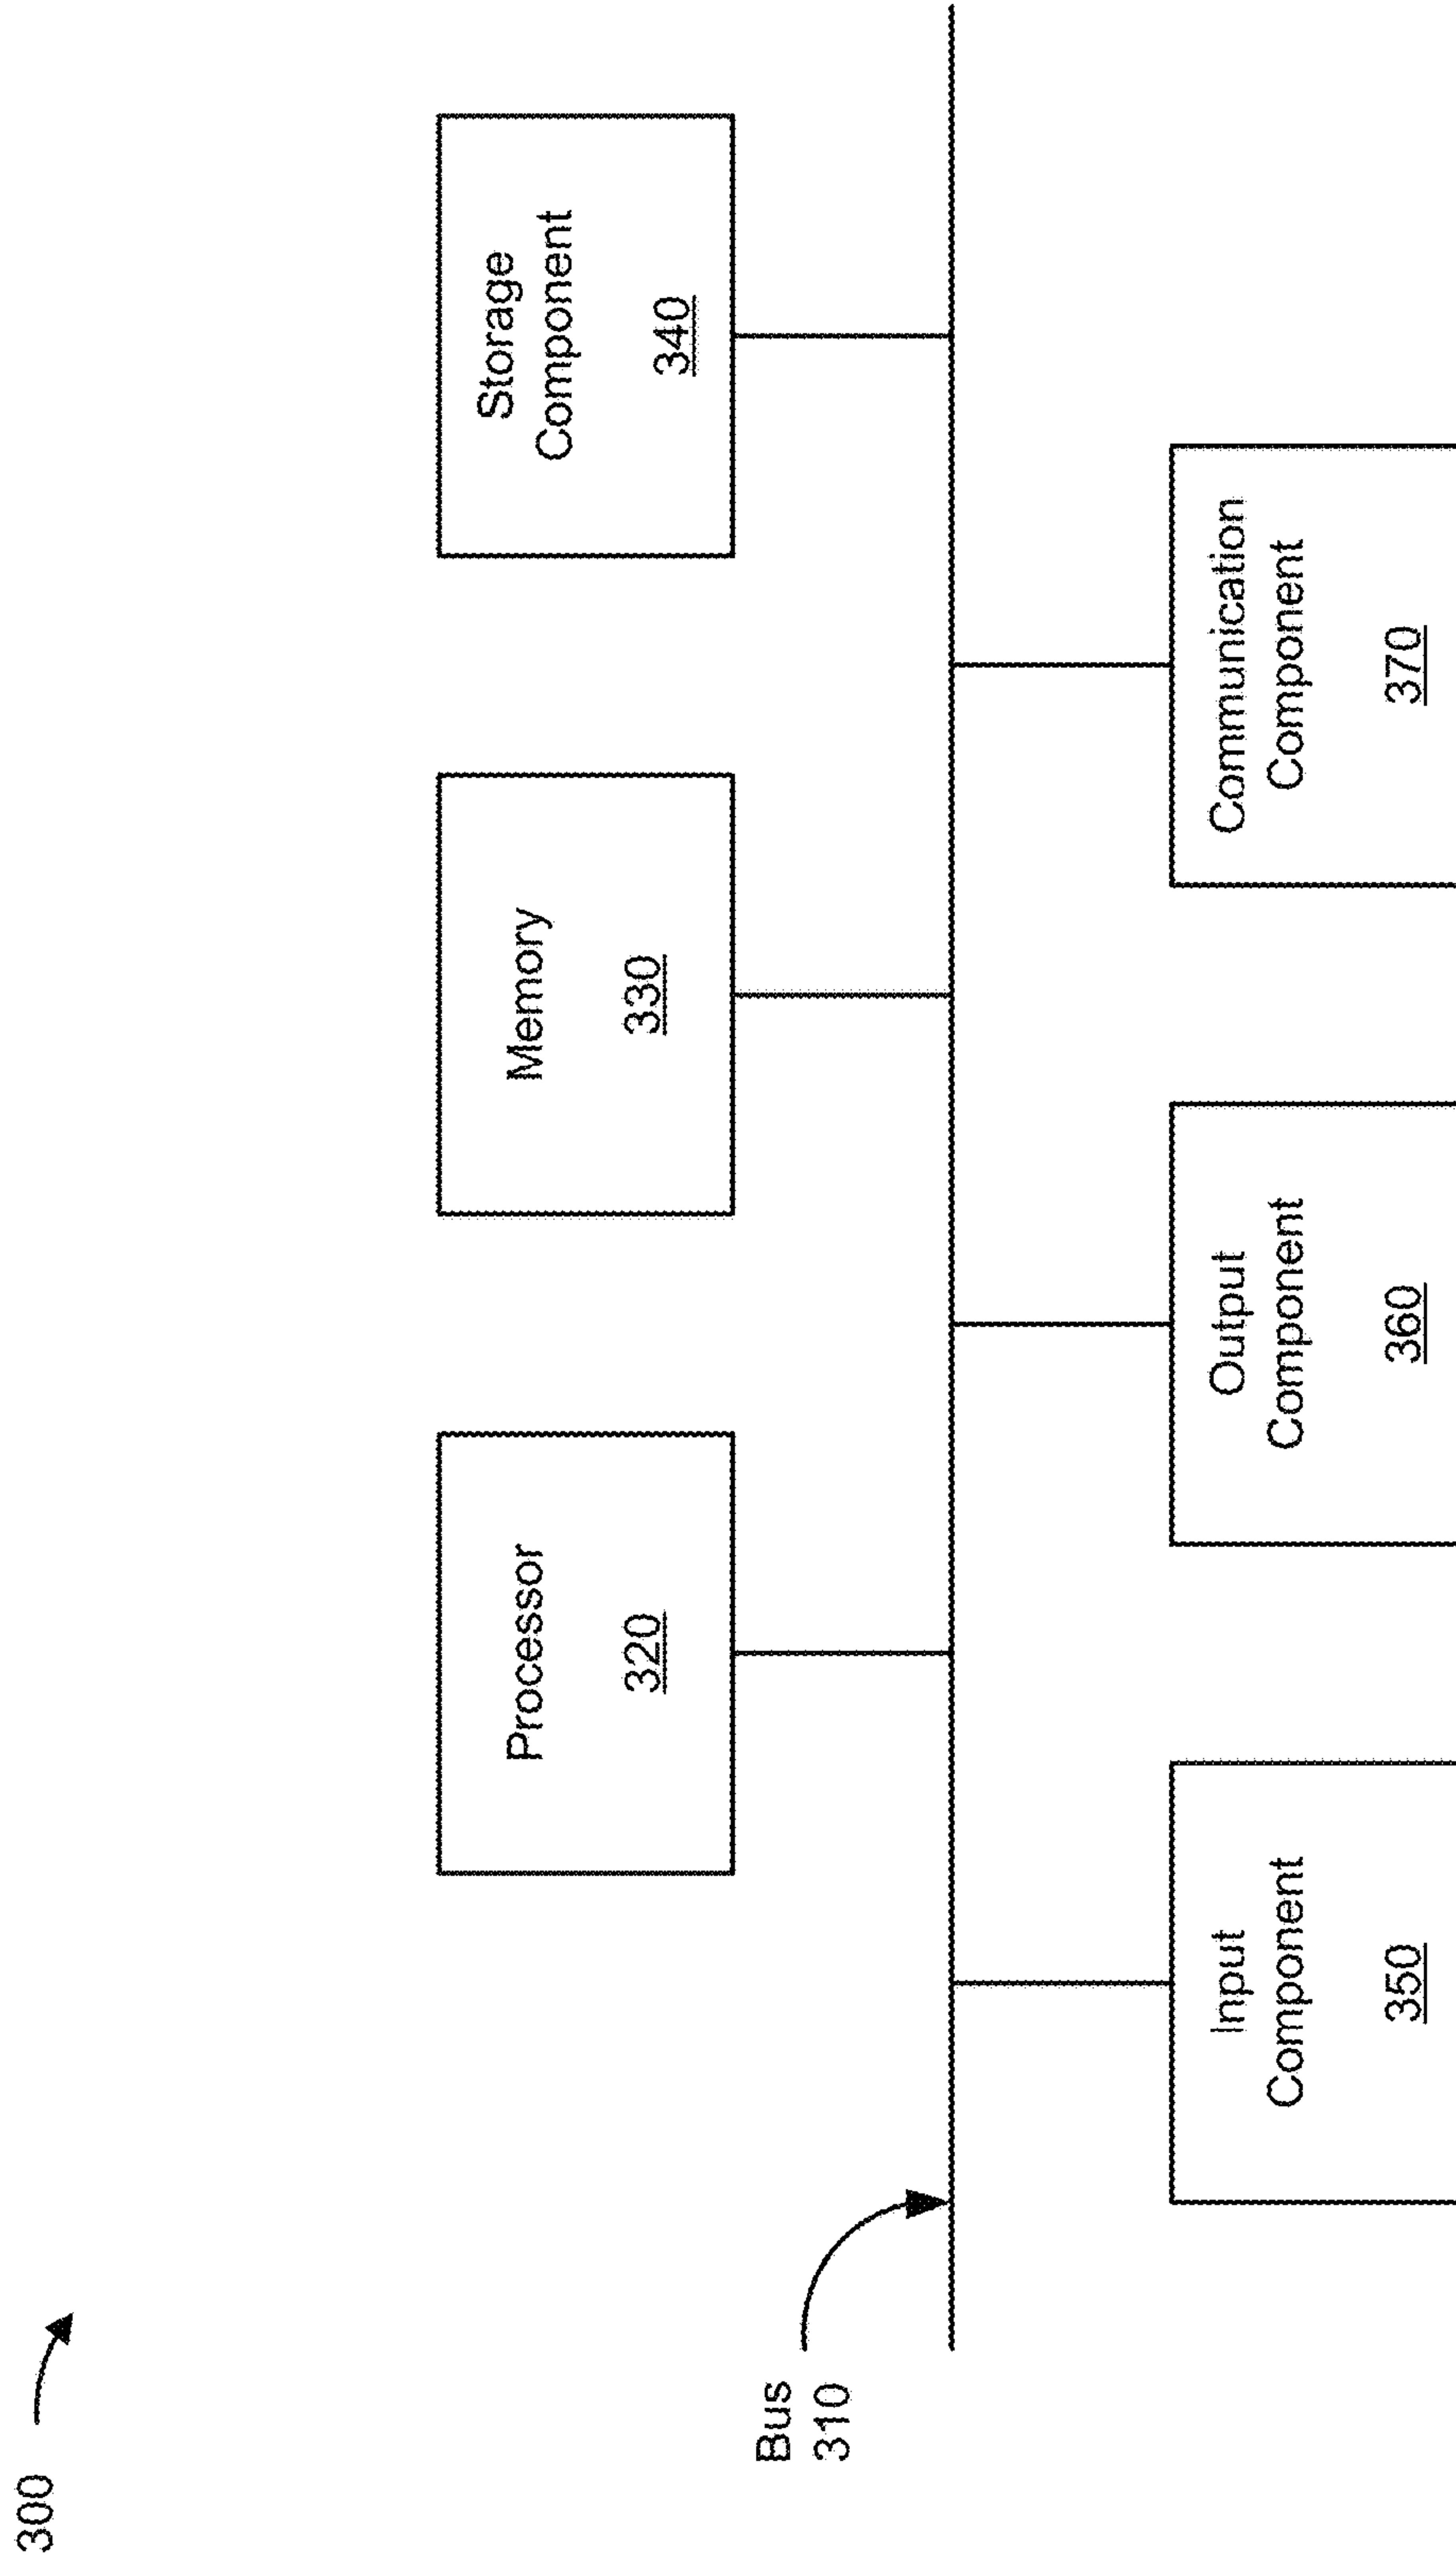 300
Bus
310
Processor
320
Memory
330
Storage
Component
340
Input
Component
350
Output
Component
360
Communication
Component
370